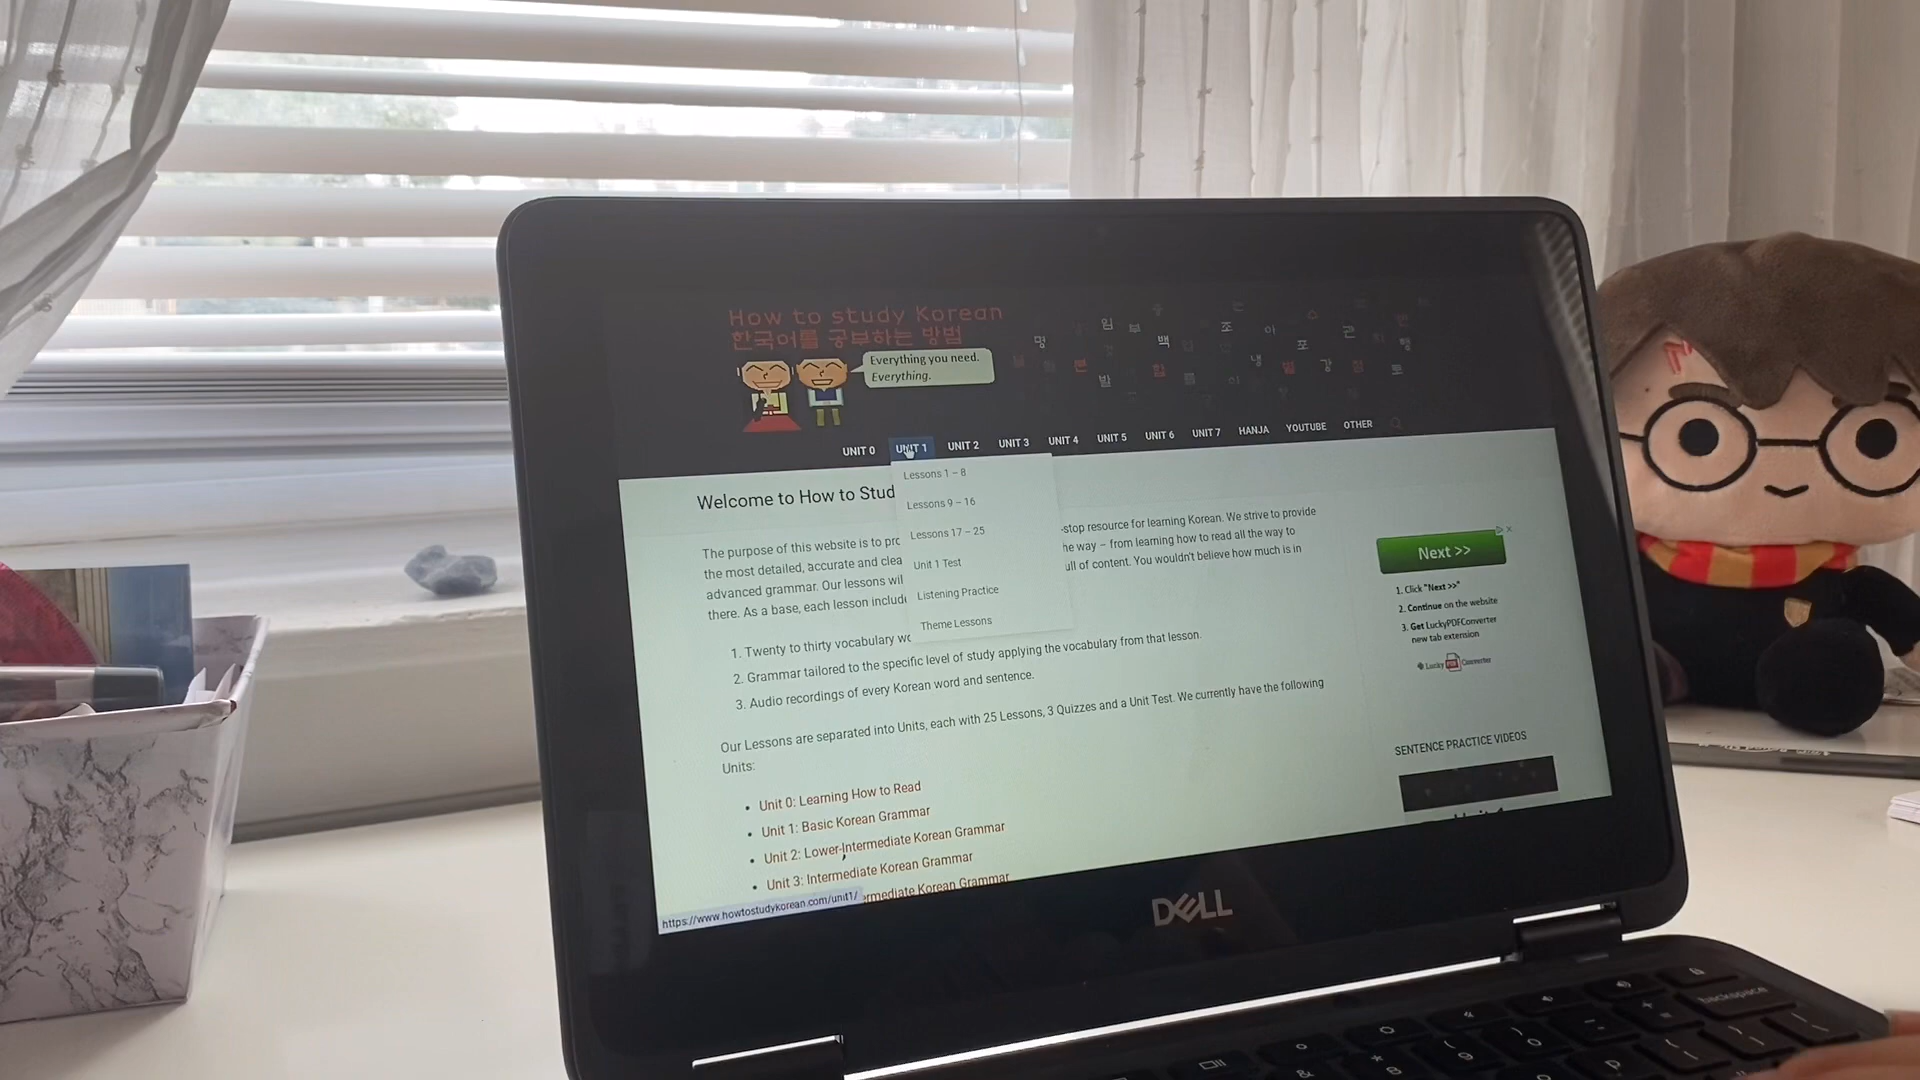 How to study Korean
한국어를 공부하는 방법
Everything you need.
Everything.
UNIT 0 UNIT 1 UNIT 2 UNIT 3 UNIT 4 UNIT 5 UNIT 6 UNIT 7 HANJA YOUTUBE OTHER
Lessons 1 – 8
Lessons 9 – 16
Lessons 17 – 25
Unit 1 Test
Listening Practice
Theme Lessons
Welcome to How to Stud
The purpose of this website is to pro -stop resource for learning Korean. We strive to provide
the most detailed, accurate and clea he way – from learning how to read all the way to
advanced grammar. Our lessons wil ull of content. You wouldn't believe how much is in
there. As a base, each lesson include
1. Twenty to thirty vocabulary wo
2. Grammar tailored to the specific level of study applying the vocabulary from that lesson.
3. Audio recordings of every Korean word and sentence.
Our Lessons are separated into Units, each with 25 Lessons, 3 Quizzes and a Unit Test. We currently have the following
Units:
• Unit 0: Learning How to Read
• Unit 1: Basic Korean Grammar
• Unit 2: Lower-Intermediate Korean Grammar
• Unit 3: Intermediate Korean Grammar
ermediate Korean Grammar
https://www.howtostudykorean.com/unit1/
Next >>
1. Click "Next >>"
2. Continue on the website
3. Get LuckyPDFConverter
new tab extension
Lucky PDF Converter
SENTENCE PRACTICE VIDEOS
DELL
backspace